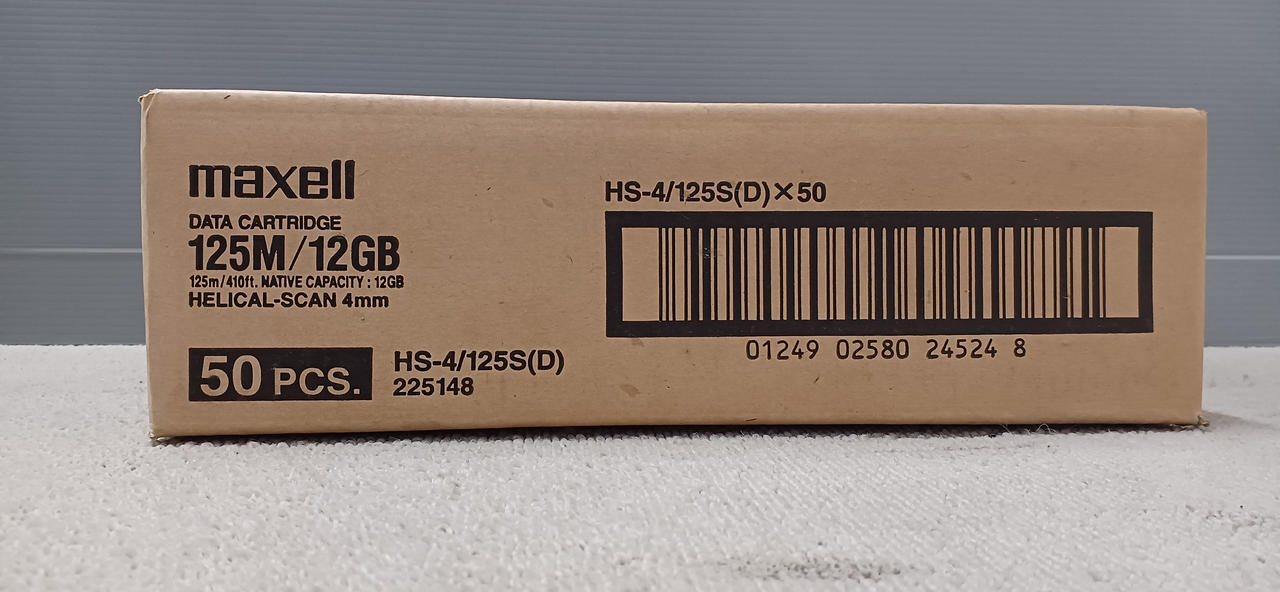 maxell
DATA CARTRIDGE
125M/12GB
125m/410ft. NATIVE CAPACITY : 12GB
HELICAL-SCAN 4mm
50 PCS.
HS-4/125S(D)
225148
HS-4/125S(D)×50
01249 02580 24524 8